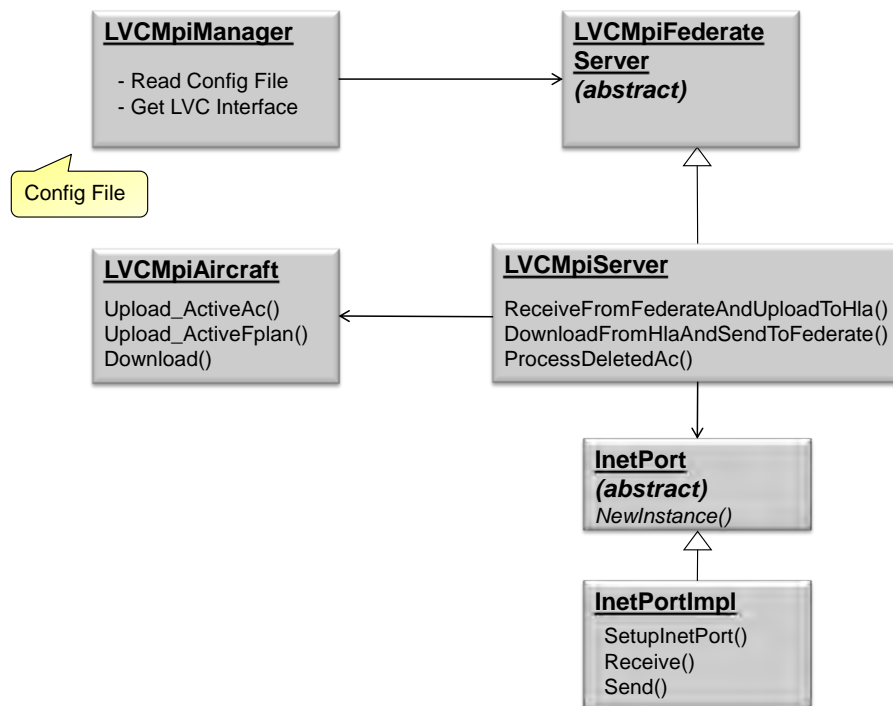 LVCMpiManager
- Read Config File
- Get LVC Interface
LVCMpiFederate
Server
(abstract)
Config File
LVCMpiAircraft
Upload_ActiveAc()
Upload_ActiveFplan()
Download()
LVCMpiServer
ReceiveFromFederateAndUploadToHla()
DownloadFromHlaAndSendToFederate()
ProcessDeletedAc()
InetPort
(abstract)
NewInstance()
InetPortImpl
SetupInetPort()
Receive()
Send()